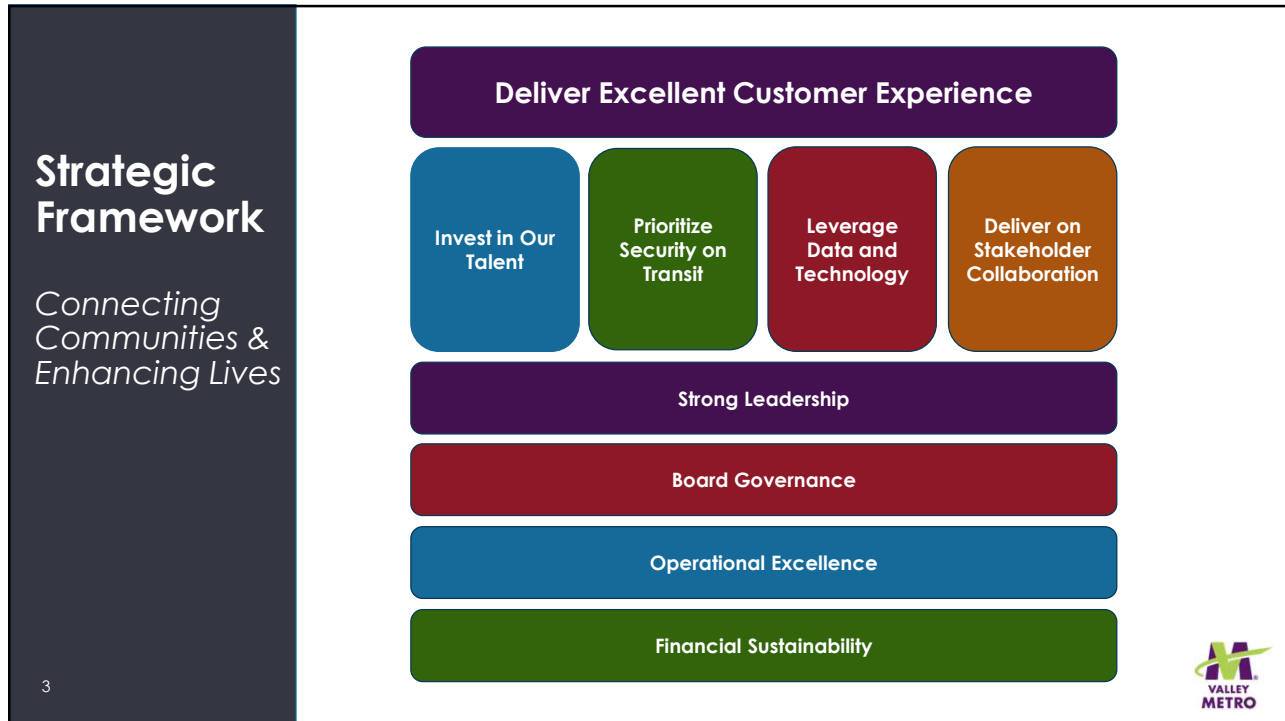 Strategic
Framework
Connecting
Communities &
Enhancing Lives
Deliver Excellent Customer Experience
Invest in Our
Talent
Prioritize
Security on
Transit
Leverage
Data and
Technology
Deliver on
Stakeholder
Collaboration
Strong Leadership
Board Governance
Operational Excellence
Financial Sustainability
3
M
VALLEY
METRO